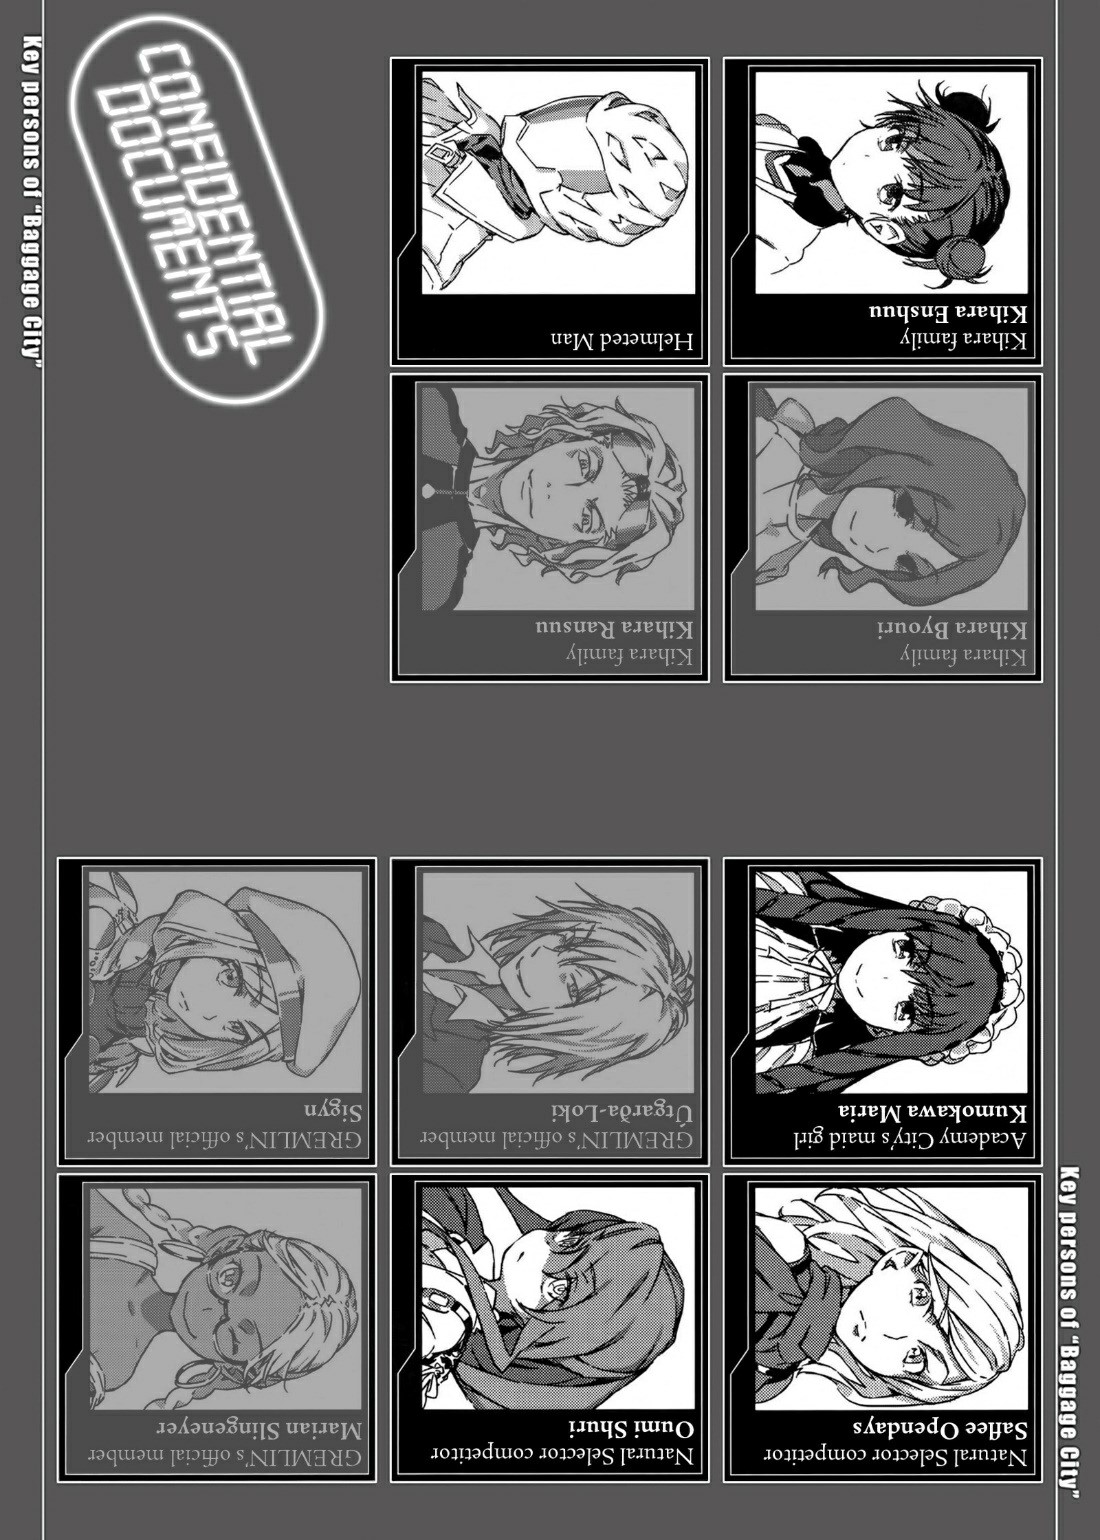 Key persons of "Baggage City"
CONFIDENTIAL
DOCUMENTS
Helmeted Man
Kihara family
Kihara Enshuu
Kihara family
Kihara Ransuu
Kihara family
Kihara Byouri
GREMLIN's official member
Sigyn
GREMLIN's official member
Útgarða-Loki
Academy City's maid girl
Kumokawa Maria
GREMLIN's official member
Marian Slingeneyer
Natural Selector competitor
Oumi Shuri
Natural Selector competitor
Saflee Opendays
Key persons of "Baggage City"